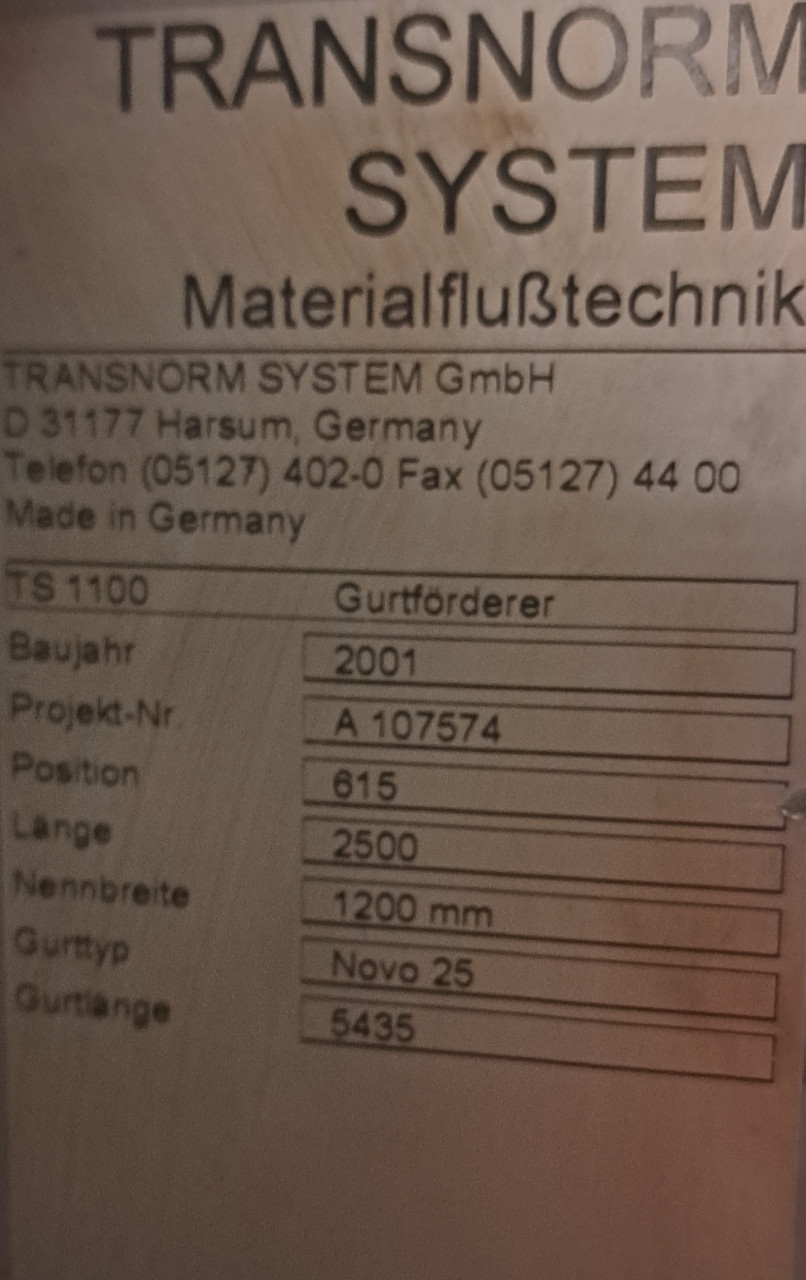 TRANSNORM
SYSTEM
Materialflußtechnik
TRANSNORM SYSTEM GmbH
D 31177 Harsum, Germany
Telefon (05127) 402-0 Fax (05127) 44 00
Made in Germany
TS 1100 Gurtförderer
Baujahr 2001
Projekt-Nr. A 107574
Position 615
Länge 2500
Nennbreite 1200 mm
Gurttyp Novo 25
Gurtlänge 5435